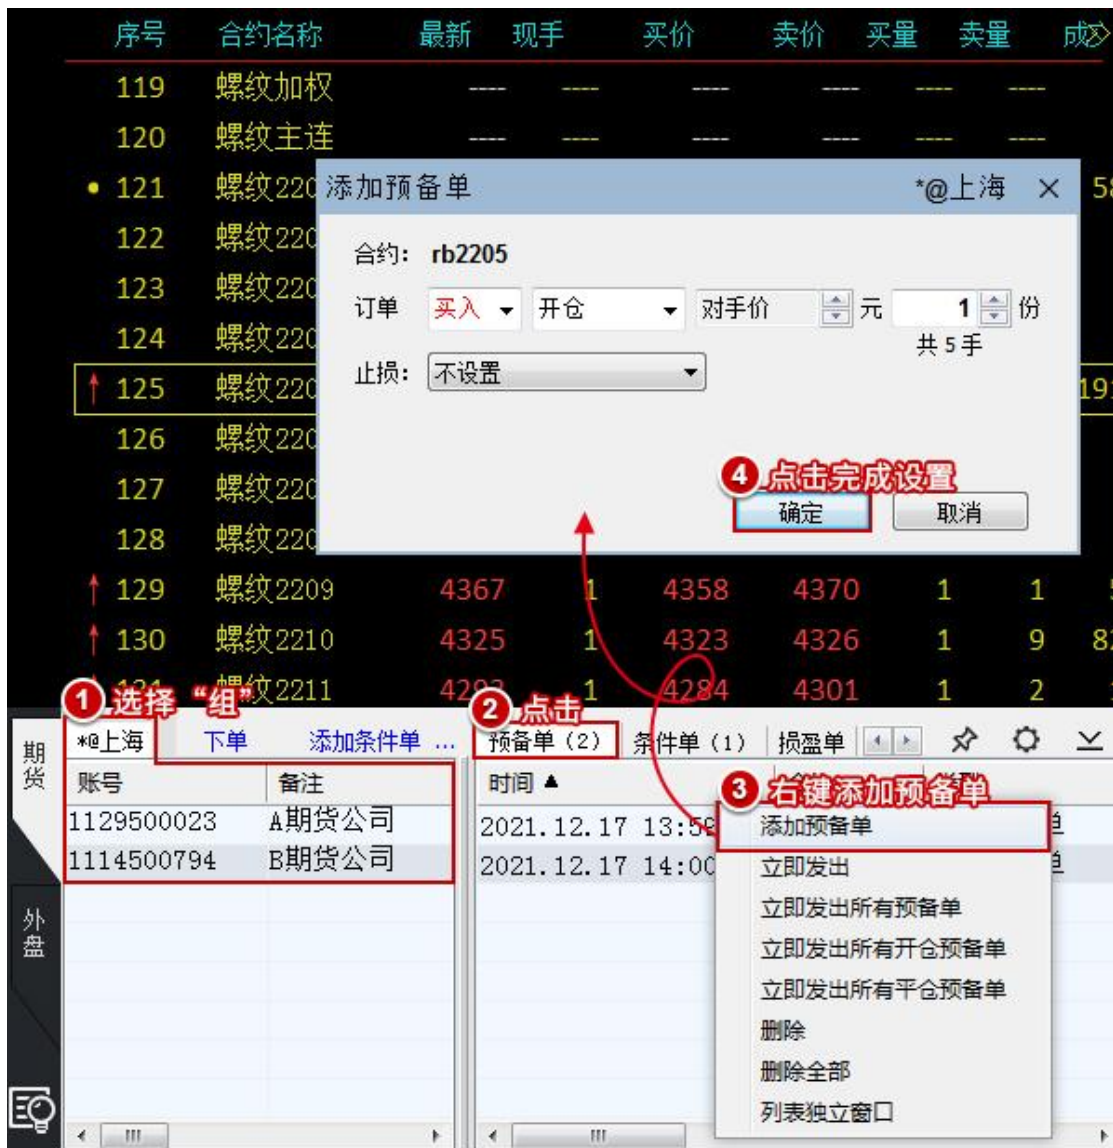 序号 合约名称 最新 现手 买价 卖价 买量 卖量 成
119 螺纹加权 ---- ---- ---- ---- ---- ----
120 螺纹主连 ---- ---- ---- ---- ---- ----
121 螺纹220
122 螺纹220
123 螺纹220
124 螺纹220
125 螺纹220
126 螺纹220
127 螺纹220
128 螺纹220
添加预备单 *@上海
合约: rb2205
订单 买入 开仓 对手价 元 1 份
共 5 手
止损: 不设置
4 点击完成设置
确定 取消
129 螺纹2209 4367 1 4358 4370 1 1
130 螺纹2210 4325 1 4323 4326 1 9
螺纹2211 1 4284 4301 1 2
1 选择“组” 2 点击
期货
外盘
*@上海 下单 添加条件单 ...
账号 备注
1129500023 A期货公司
1114500794 B期货公司
预备单(2) 条件单(1) 损盈单
时间
3 右键添加预备单
2021.12.17 13:59
2021.12.17 14:00
添加预备单
立即发出
立即发出所有预备单
立即发出所有开仓预备单
立即发出所有平仓预备单
删除
删除全部
列表独立窗口